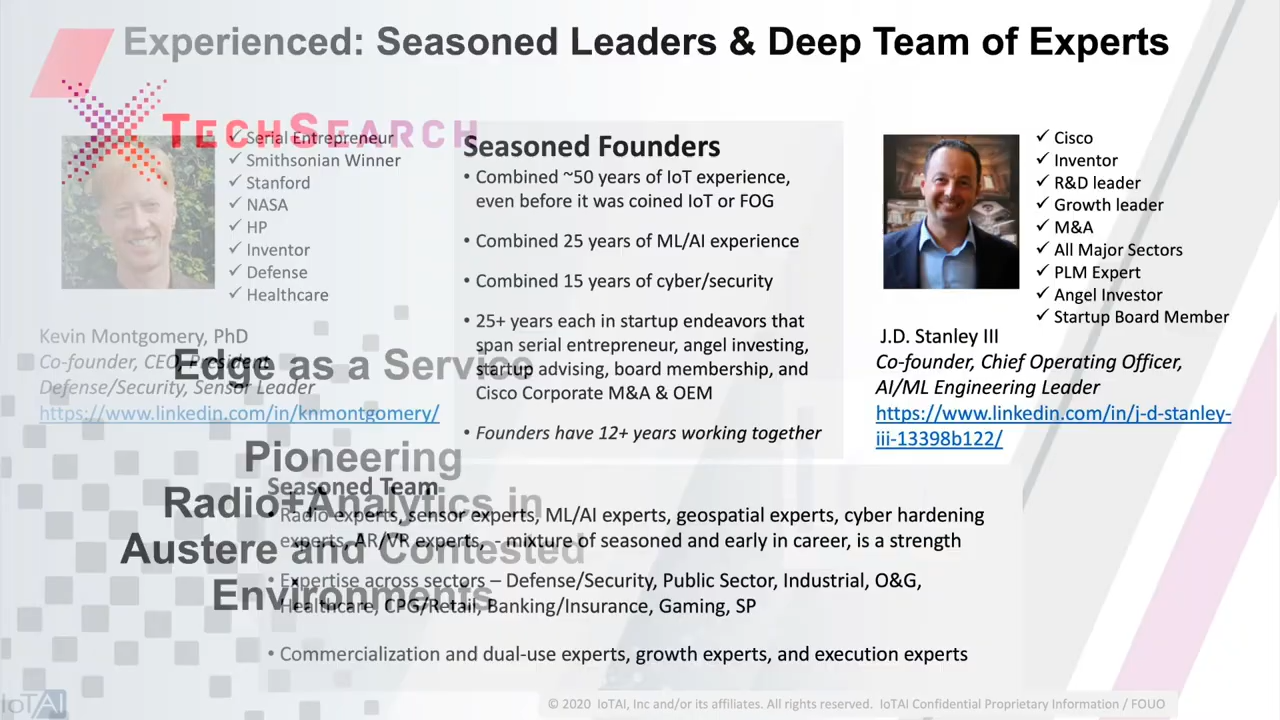 Experienced: Seasoned Leaders & Deep Team of Experts
TECHSEARCH
✓ Serial Entrepreneur
✓ Smithsonian Winner
✓ Stanford
✓ NASA
✓ HP
✓ Inventor
✓ Defense
✓ Healthcare
Kevin Montgomery, PhD
Co-founder, CEO, President
Defense/Security, Sensor Leader
https://www.linkedin.com/in/knmontgomery/
Seasoned Founders
• Combined ~50 years of IoT experience,
even before it was coined IoT or FOG
• Combined 25 years of ML/AI experience
• Combined 15 years of cyber/security
• 25+ years each in startup endeavors that
span serial entrepreneur, angel investing,
startup advising, board membership, and
Cisco Corporate M&A & OEM
• Founders have 12+ years working together
✓ Cisco
✓ Inventor
✓ R&D leader
✓ Growth leader
✓ M&A
✓ All Major Sectors
✓ PLM Expert
✓ Angel Investor
✓ Startup Board Member
J.D. Stanley III
Co-founder, Chief Operating Officer,
AI/ML Engineering Leader
https://www.linkedin.com/in/j-d-stanley-
iii-13398b122/
Edge as a Service
Pioneering
Radio+Analytics in
Austere and Contested
Environments
Seasoned Team
• Radio experts, sensor experts, ML/AI experts, geospatial experts, cyber hardening
experts, AR/VR experts, - mixture of seasoned and early in career, is a strength
• Expertise across sectors – Defense/Security, Public Sector, Industrial, O&G,
Healthcare, CPG/Retail, Banking/Insurance, Gaming, SP
• Commercialization and dual-use experts, growth experts, and execution experts
IoTAI
© 2020 IoTAI, Inc and/or its affiliates. All rights reserved. IoTAI Confidential Proprietary Information / FOUO